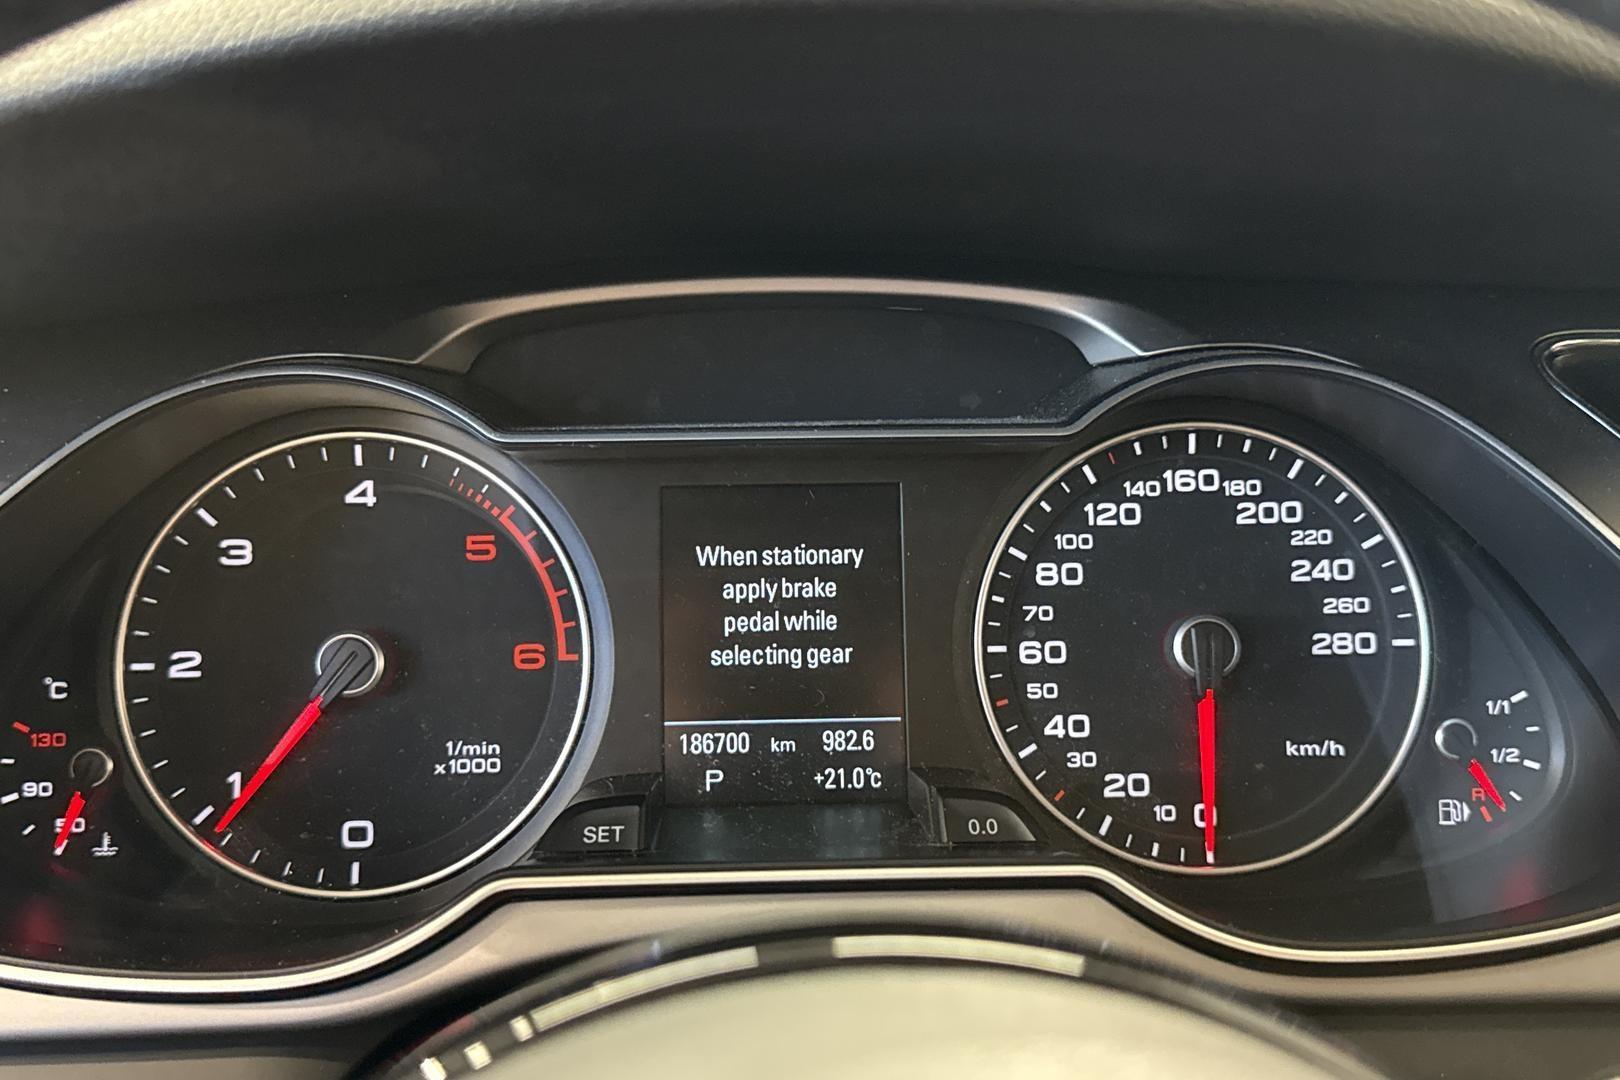 4
3
5
2
6
1
0
1/min
x1000
°C
130
90
50
When stationary
apply brake
pedal while
selecting gear
186700 km 982.6
P +21.0°C
SET
0.0
140 160 180
120 200
100 220
80 240
70 260
60 280
50
40
30 km/h
20
10 0
1/1
1/2
R